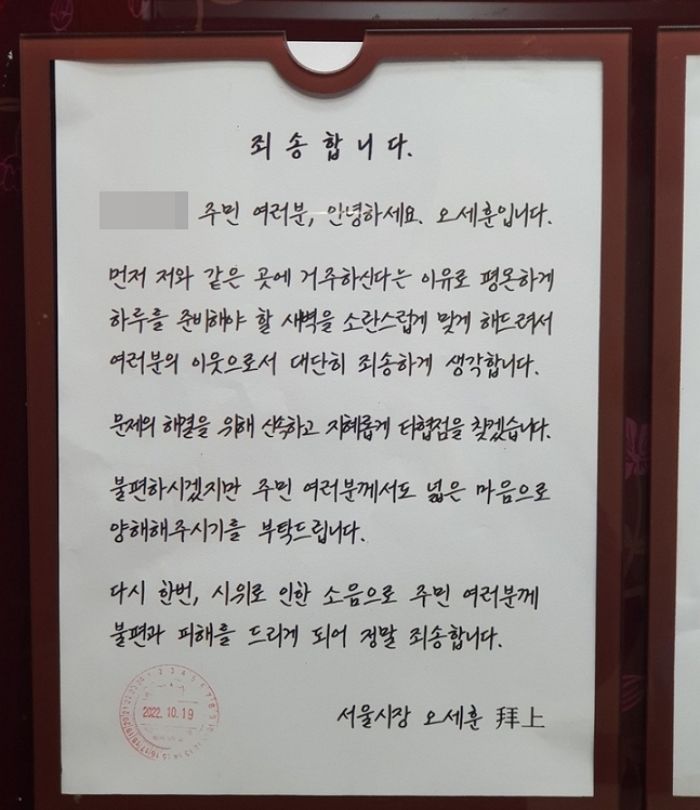 죄송합니다.
주민 여러분, 안녕하세요. 오세훈입니다.
먼저 저와 같은 곳에 거주하신다는 이유로 평온하게
하루를 준비해야 할 새벽을 소란스럽게 맞게 해드려서
여러분의 이웃으로서 대단히 죄송하게 생각합니다.
문제의 해결을 위해 신속하고 지혜롭게 타협점을 찾겠습니다.
불편하시겠지만 주민 여러분께서도 넓은 마음으로
양해해주시기를 부탁드립니다.
다시 한번, 시위로 인한 소음으로 주민 여러분께
불편과 피해를 드리게 되어 정말 죄송합니다.
2022.10.19
서울시장 오세훈 拜上